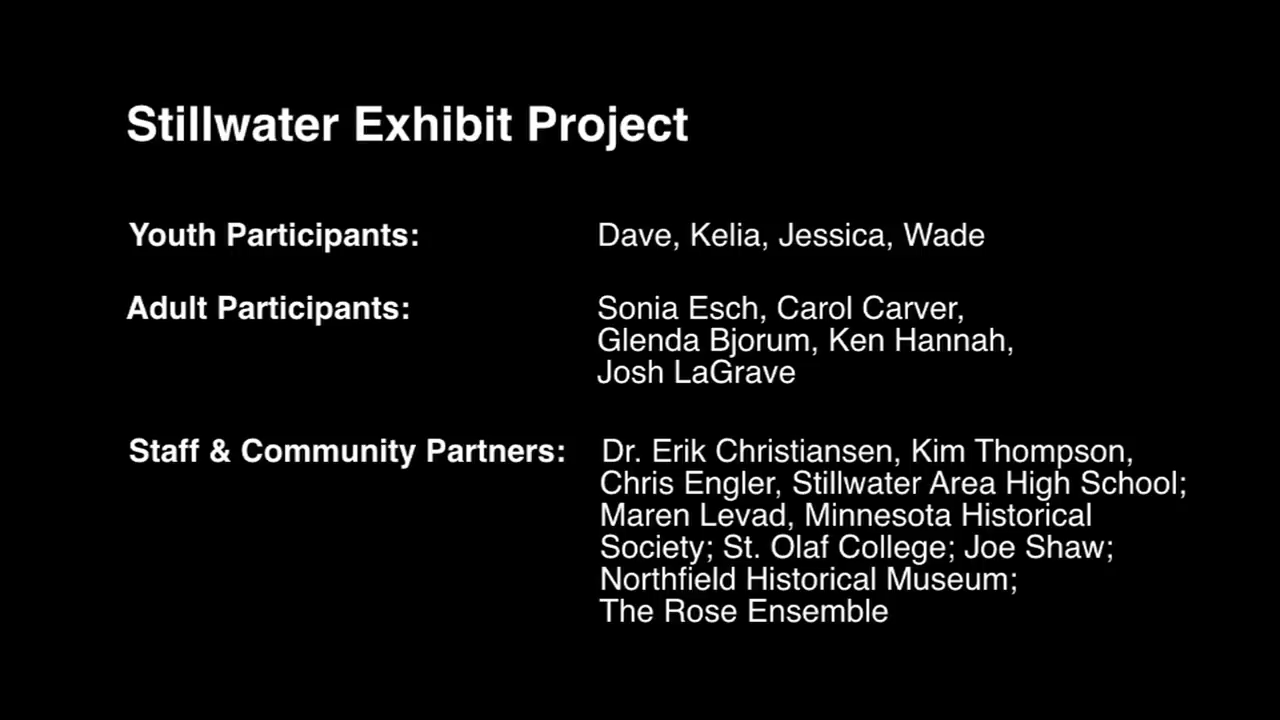 Stillwater Exhibit Project
Youth Participants: Dave, Kelia, Jessica, Wade
Adult Participants: Sonia Esch, Carol Carver,
Glenda Bjorum, Ken Hannah,
Josh LaGrave
Staff & Community Partners: Dr. Erik Christiansen, Kim Thompson,
Chris Engler, Stillwater Area High School;
Maren Levad, Minnesota Historical
Society; St. Olaf College; Joe Shaw;
Northfield Historical Museum;
The Rose Ensemble